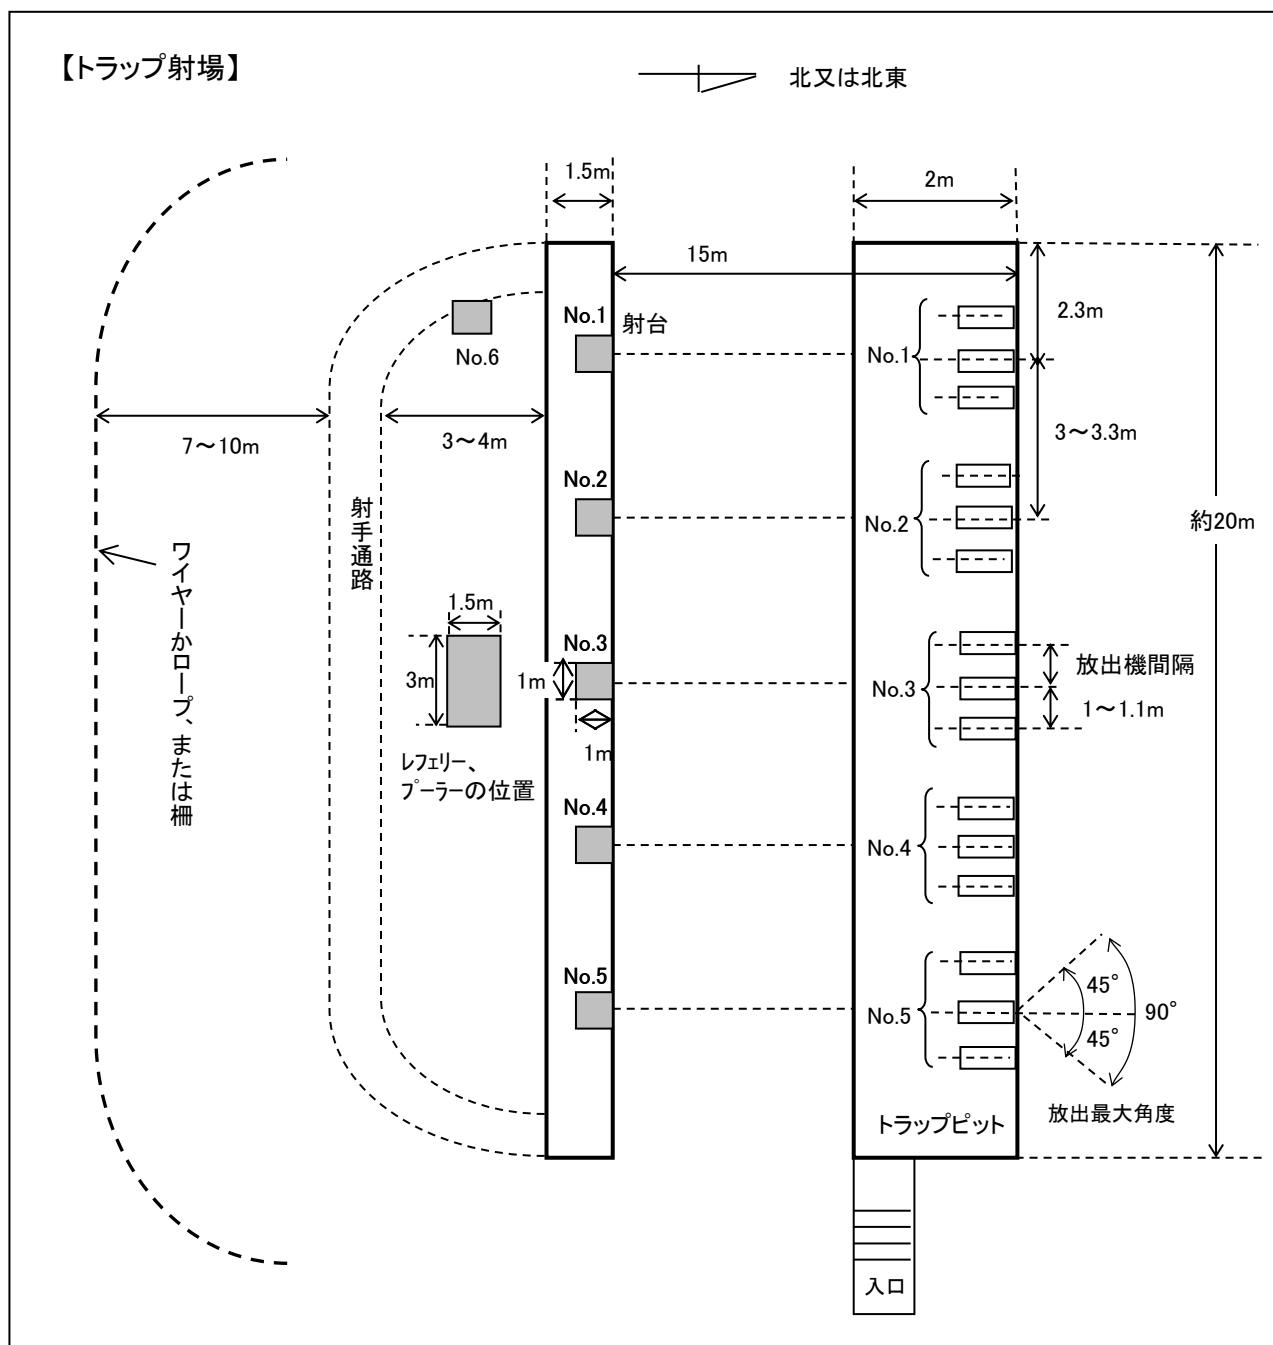 【トラップ射場】
北又は北東
1.5m
2m
15m
No.1
射台
No.6
No.1
2.3m
7～10m
3～4m
3～3.3m
No.2
No.2
約20m
射手通路
ワイヤーかロープ、または柵
1.5m
3m
No.3
1m
1m
No.3
放出機間隔
1～1.1m
レフェリー、
プーラーの位置
No.4
No.4
No.5
No.5
45°
45°
90°
放出最大角度
トラップピット
入口